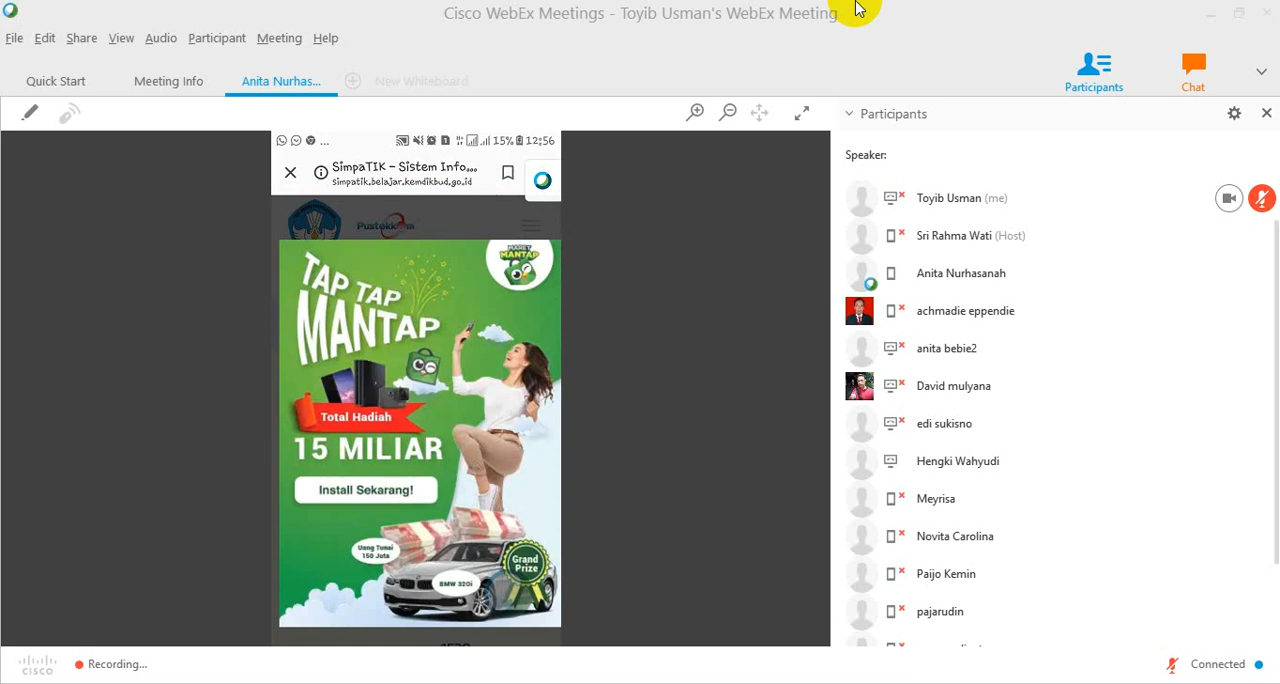 Cisco WebEx Meetings - Toyib Usman's WebEx Meeting
File Edit Share View Audio Participant Meeting Help
Quick Start
Meeting Info
Anita Nurhas...
New Whiteboard
Participants
Chat
15% 12:56
SimpaTIK – Sistem Info...
simpatik.belajar.kemdikbud.go.id
MARET
MANTAP
TAP TAP
MANTAP
Total Hadiah
15 MILIAR
Install Sekarang!
Uang Tunai
150 Juta
BMW 320i
Grand
Prize
Participants
Speaker:
Toyib Usman (me)
Sri Rahma Wati (Host)
Anita Nurhasanah
achmadie eppendie
anita bebie2
David mulyana
edi sukisno
Hengki Wahyudi
Meyrisa
Novita Carolina
Paijo Kemin
pajarudin
CISCO
Recording...
Connected